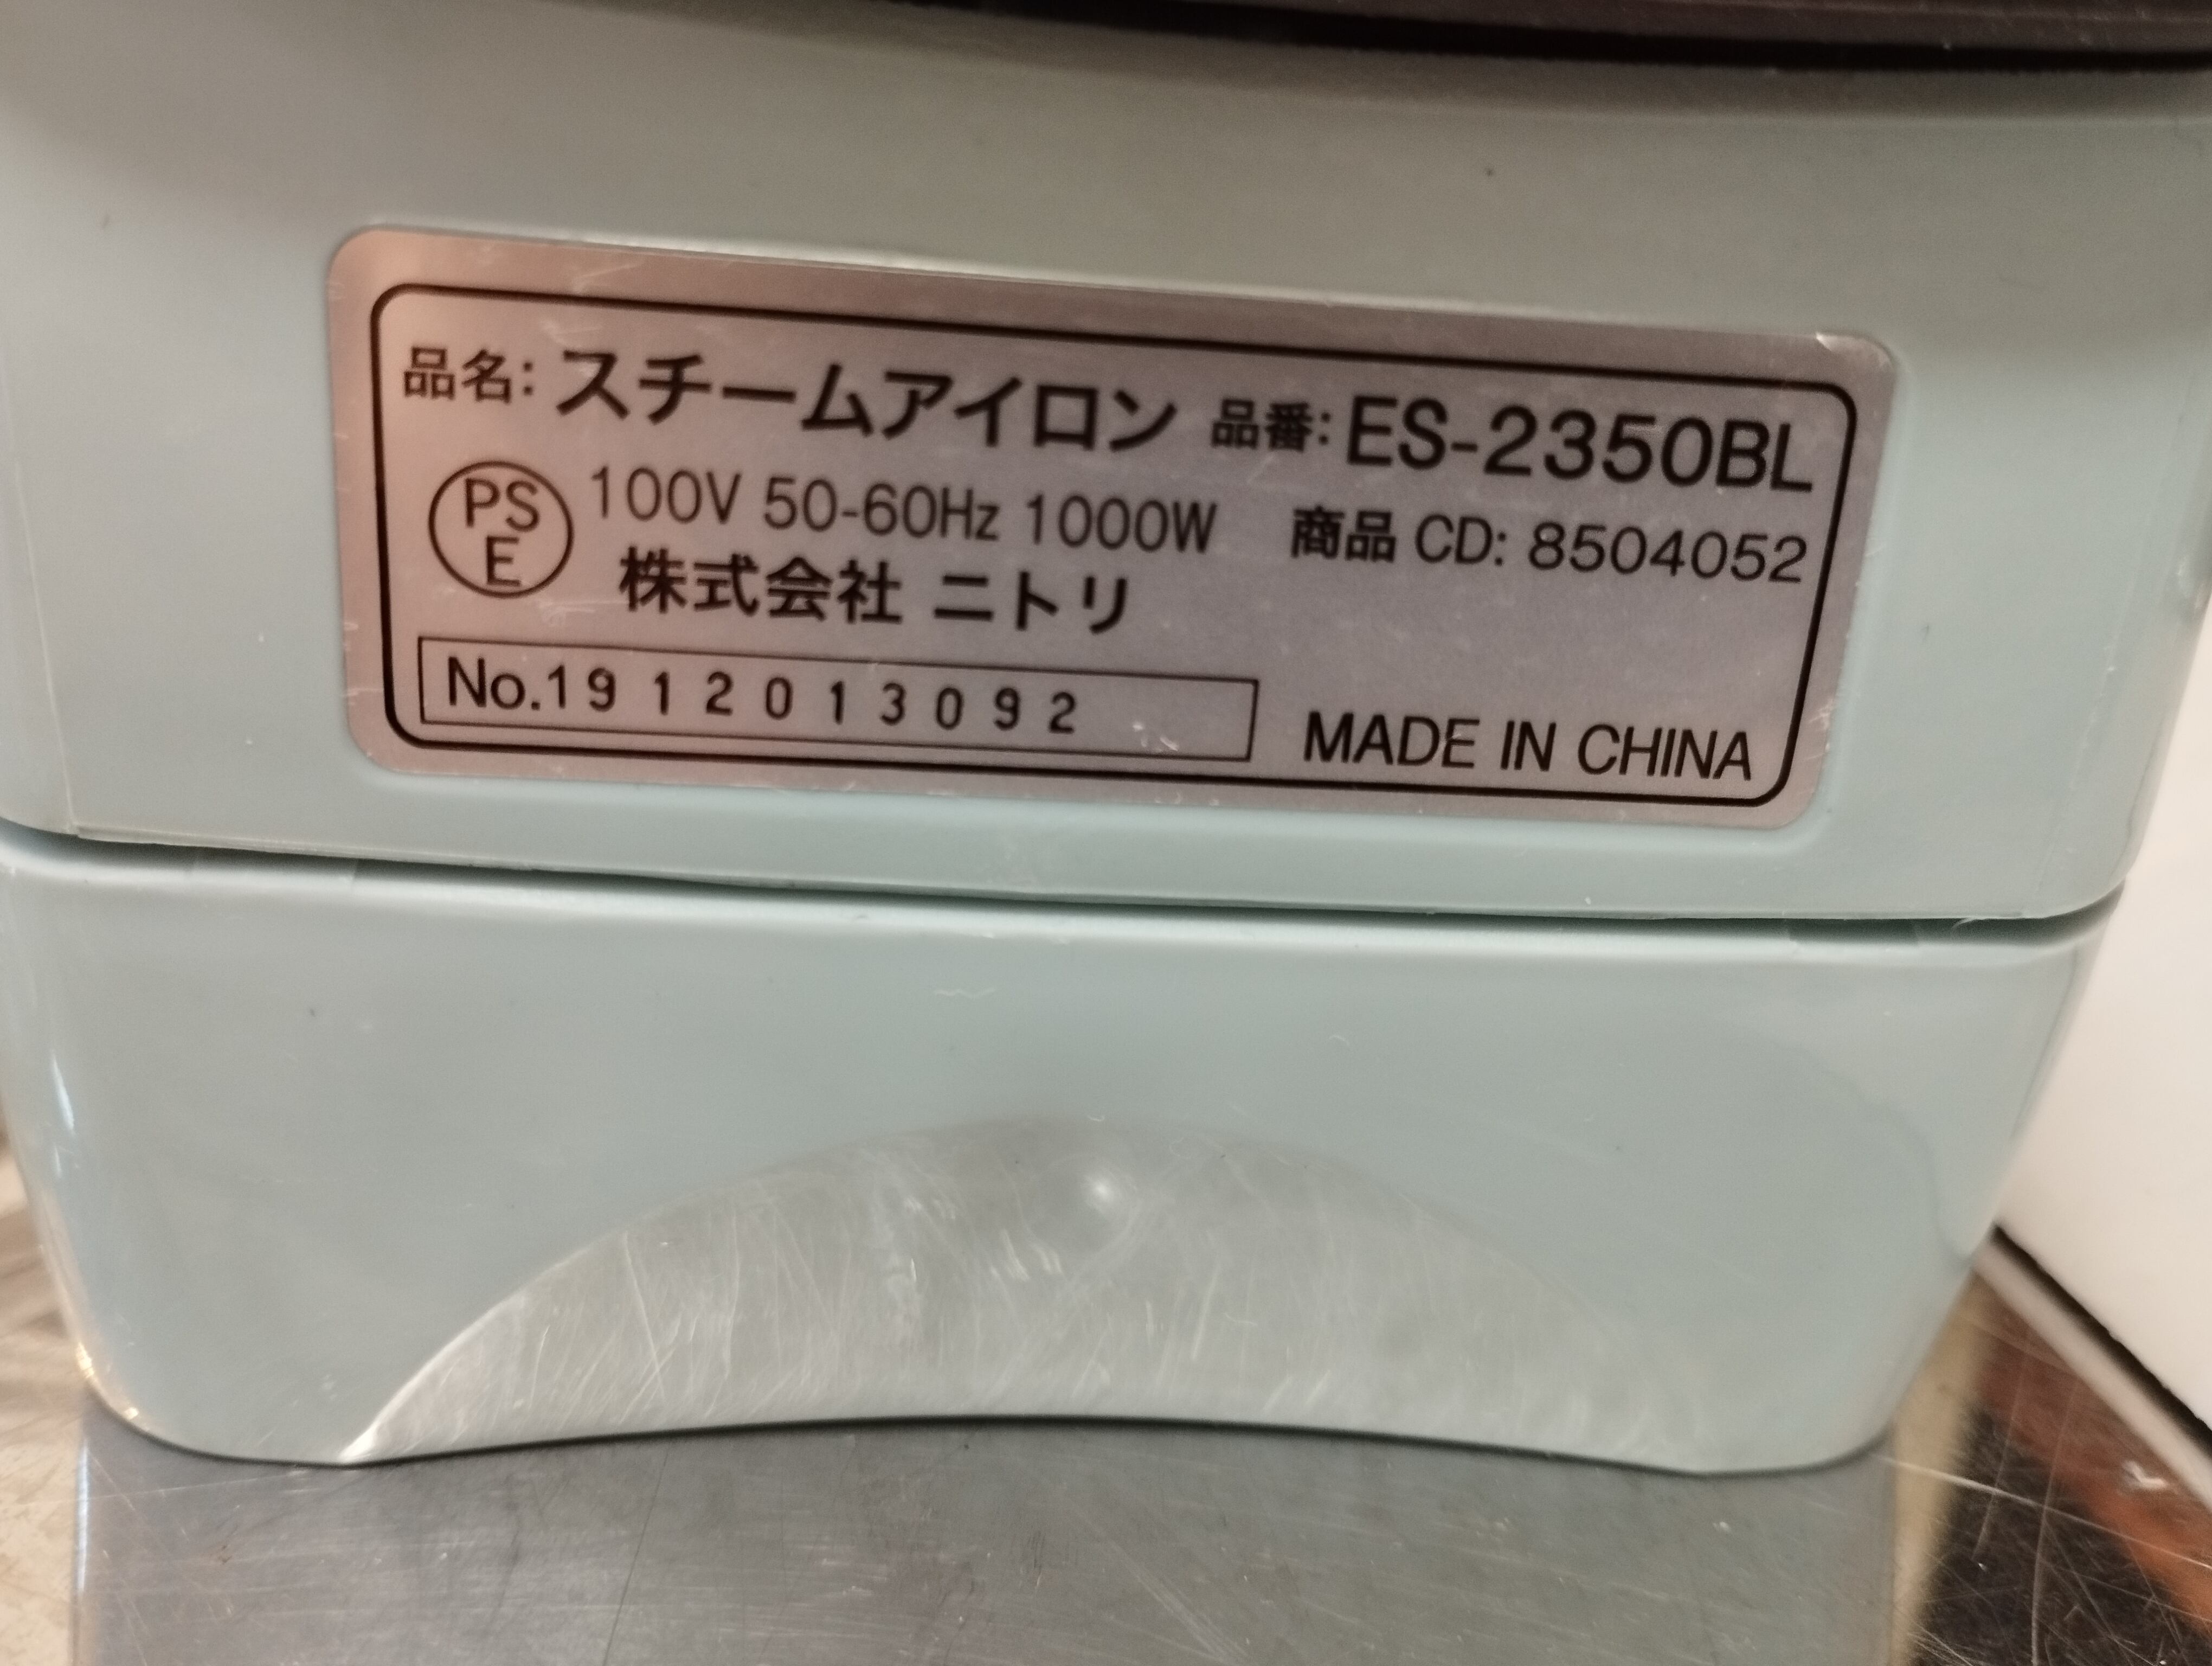 品名: スチームアイロン 品番: ES-2350BL
PS E 100V 50-60Hz 1000W 商品 CD: 8504052
株式会社 ニトリ
No.1912013092
MADE IN CHINA